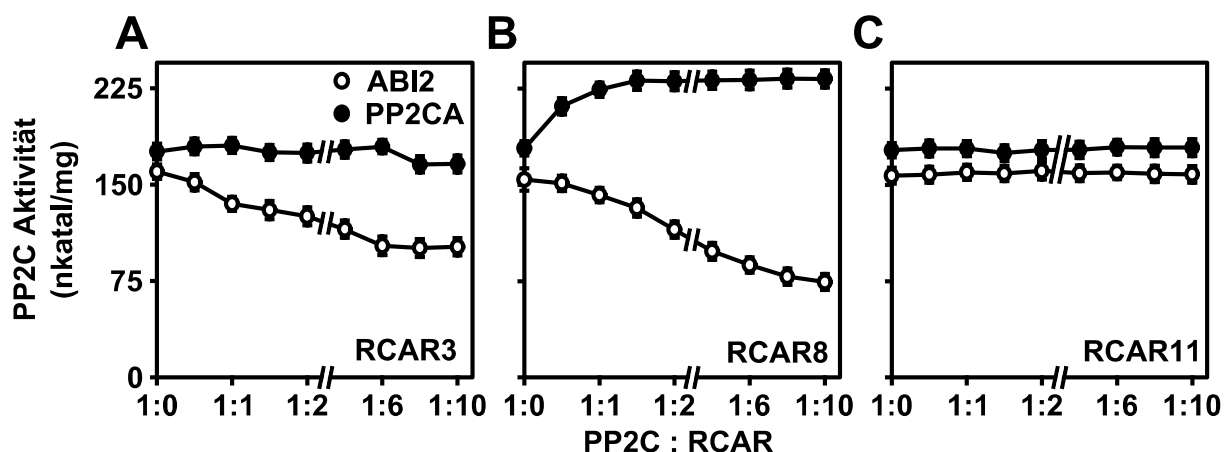 A
B
C
PP2C Aktivität
(nkatal/mg)
225
150
75
0
ABI2
PP2CA
RCAR3
RCAR8
RCAR11
1:0 1:1 1:2 1:6 1:10
1:0 1:1 1:2 1:6 1:10
1:0 1:1 1:2 1:6 1:10
PP2C : RCAR